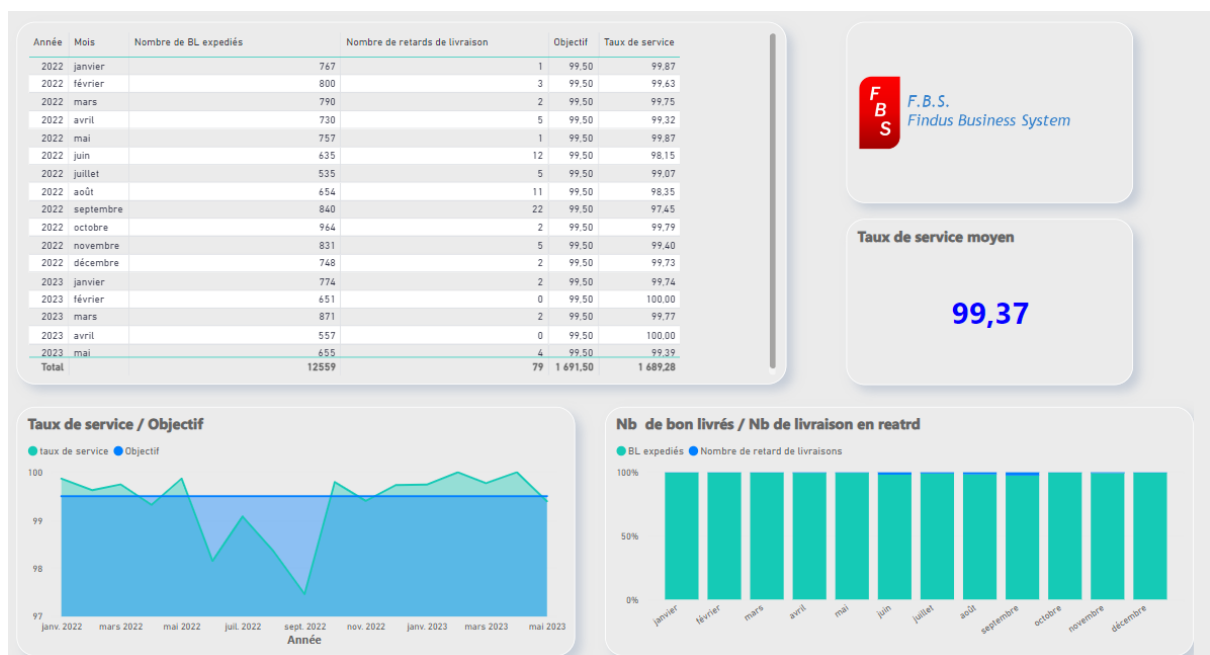 Année Mois Nombre de BL expediés Nombre de retards de livraison Objectif Taux de service
2022 janvier 767 1 99,50 99,87
2022 février 800 3 99,50 99,63
2022 mars 790 2 99,50 99,75
2022 avril 730 5 99,50 99,32
2022 mai 757 1 99,50 99,87
2022 juin 635 12 99,50 98,15
2022 juillet 535 5 99,50 99,07
2022 août 654 11 99,50 98,35
2022 septembre 840 22 99,50 97,45
2022 octobre 964 2 99,50 99,79
2022 novembre 831 5 99,50 99,40
2022 décembre 748 2 99,50 99,73
2023 janvier 774 2 99,50 99,74
2023 février 651 0 99,50 100,00
2023 mars 871 2 99,50 99,77
2023 avril 557 0 99,50 100,00
2023 mai 655 4 99,50 99,39
Total 12559 79 1 691,50 1 689,28
F
B
S
F.B.S.
Findus Business System
Taux de service moyen
99,37
Taux de service / Objectif
taux de service Objectif
100
99
98
97
janv. 2022 mars 2022 mai 2022 juil. 2022 sept. 2022 nov. 2022 janv. 2023 mars 2023 mai 2023
Année
Nb de bon livrés / Nb de livraison en reatrd
BL expediés Nombre de retard de livraisons
100%
50%
0%
janvier février mars avril mai juin juillet août septembre octobre novembre décembre